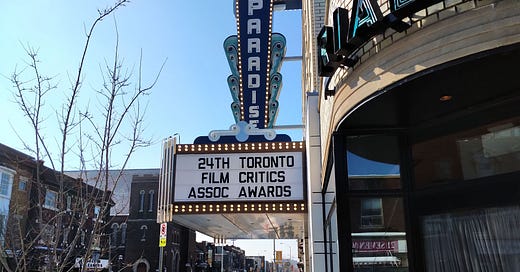 PARADISE
24TH TORONTO
FILM CRITICS
ASSOC AWARDS